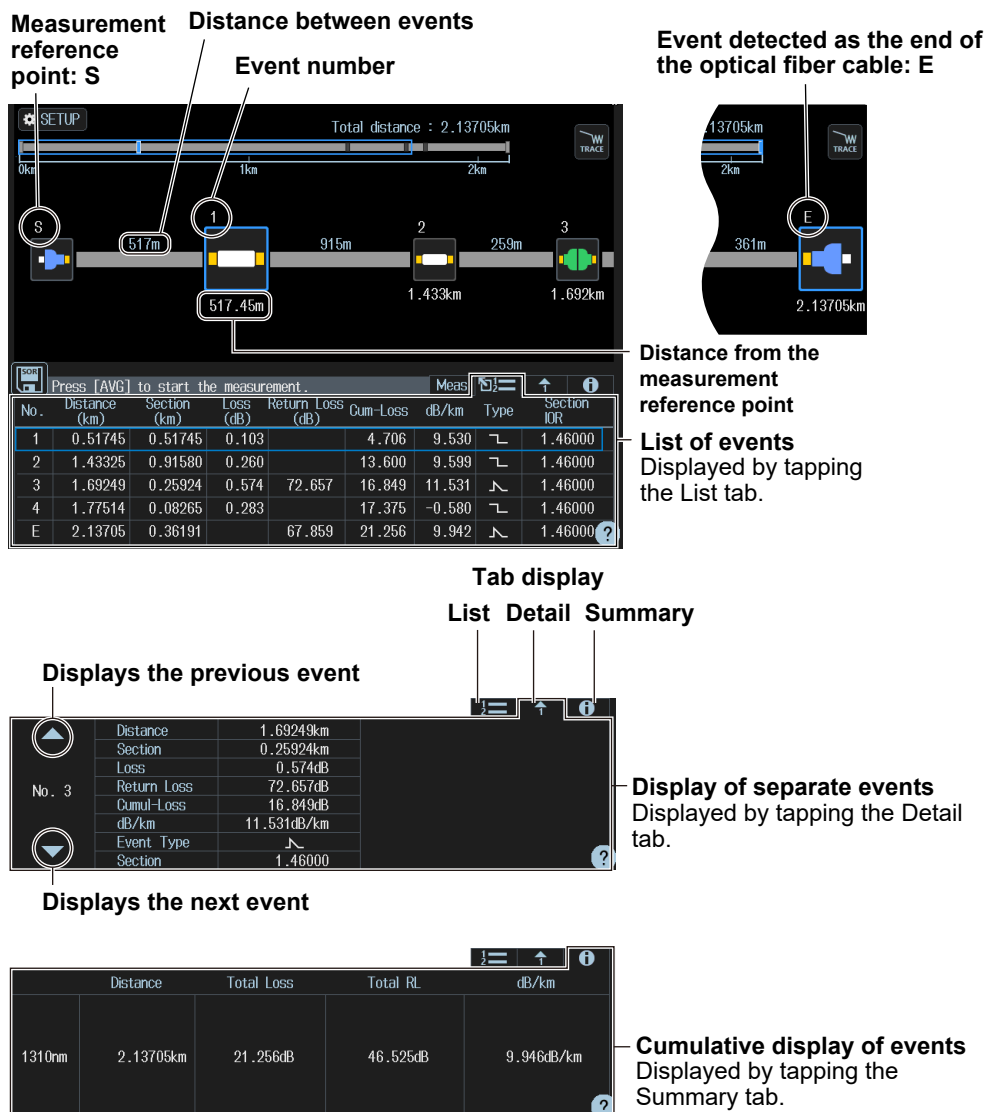 Measurement
reference
point: S
Distance between events
Event number
Event detected as the end of
the optical fiber cable: E
SETUP
Total distance : 2.13705km
W
TRACE
0km 1km 2km
S 1 2 3
517m 915m 259m
517.45m 1.433km 1.692km
13705km
W
TRACE
2km
E
361m
2.13705km
Distance from the
measurement
reference point
SOR
Press [AVG] to start the measurement. Meas
No. Distance (km) Section (km) Loss (dB) Return Loss (dB) Cum-Loss dB/km Type Section IOR
1 0.51745 0.51745 0.103 4.706 9.530 1.46000
2 1.43325 0.91580 0.260 13.600 9.599 1.46000
3 1.69249 0.25924 0.574 72.657 16.849 11.531 1.46000
4 1.77514 0.08265 0.283 17.375 -0.580 1.46000
E 2.13705 0.36191 67.859 21.256 9.942 1.46000
?
List of events
Displayed by tapping
the List tab.
Tab display
List Detail Summary
Displays the previous event
No. 3
Distance 1.69249km
Section 0.25924km
Loss 0.574dB
Return Loss 72.657dB
Cumul-Loss 16.849dB
dB/km 11.531dB/km
Event Type
Section 1.46000
?
Display of separate events
Displayed by tapping the Detail
tab.
Displays the next event
Distance Total Loss Total RL dB/km
1310nm 2.13705km 21.256dB 46.525dB 9.946dB/km
?
Cumulative display of events
Displayed by tapping the
Summary tab.